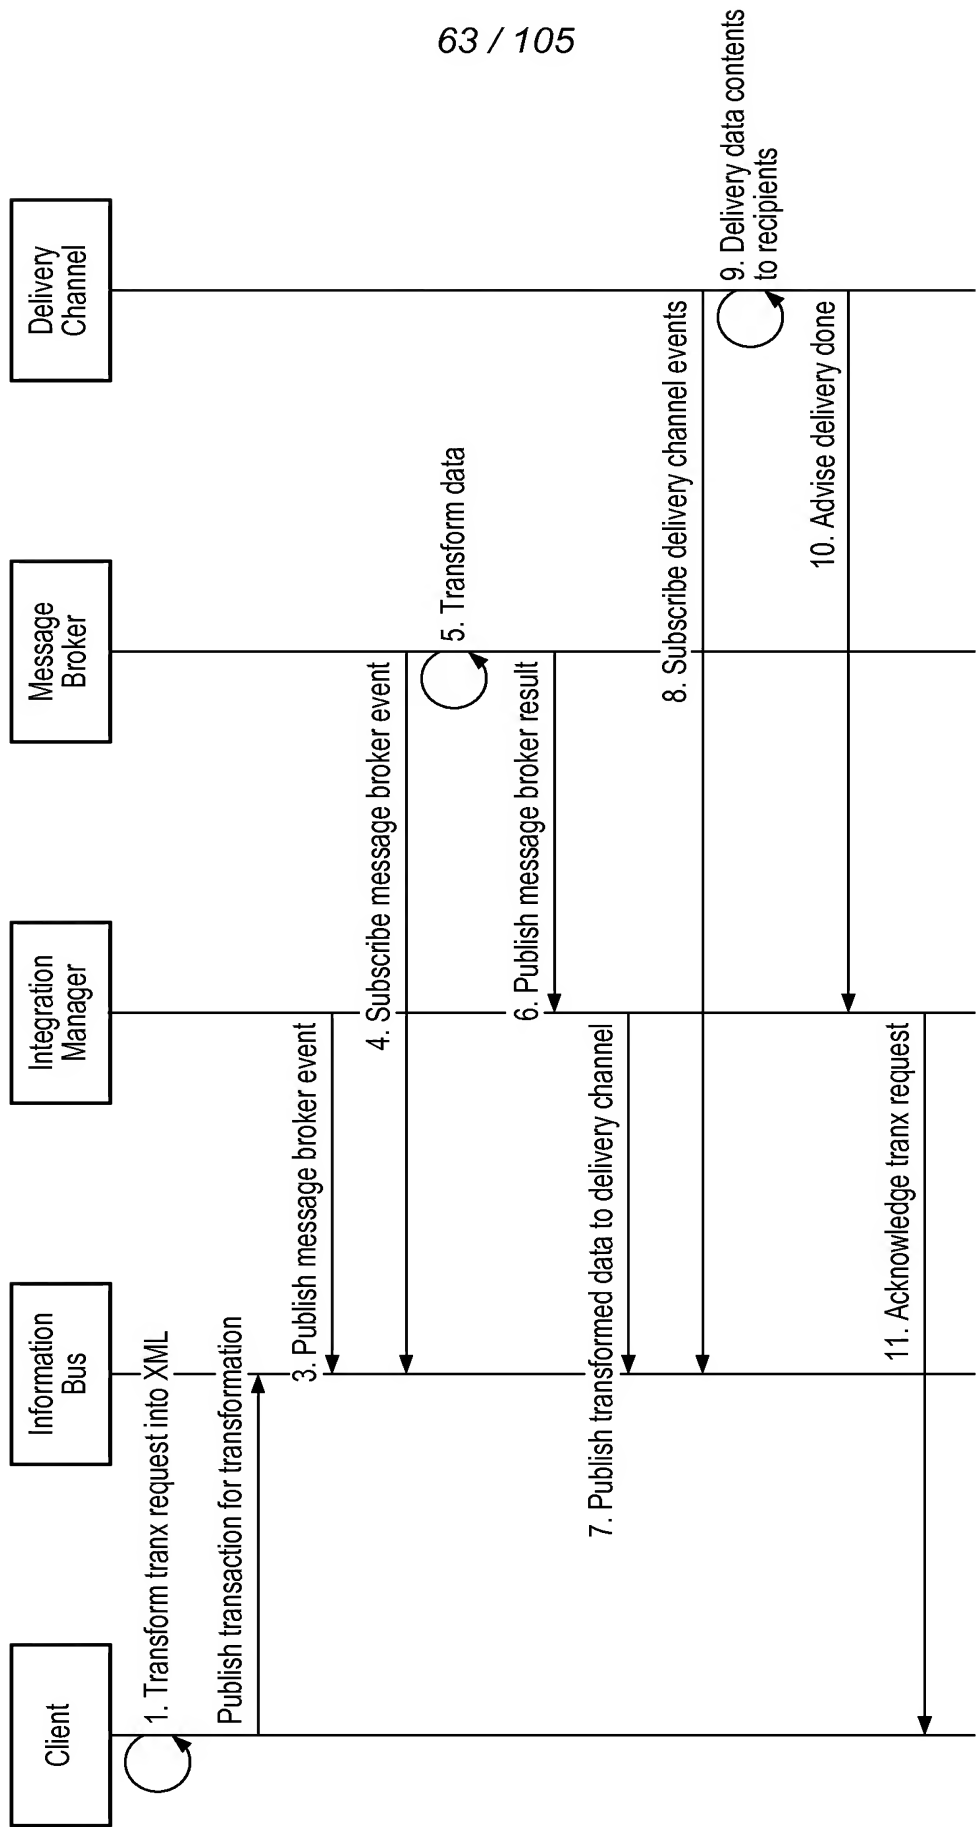 63 / 105
Client
Information
Bus
Integration
Manager
Message
Broker
Delivery
Channel
1. Transform tranx request into XML
Publish transaction for transformation
3. Publish message broker event
4. Subscribe message broker event
5. Transform data
6. Publish message broker result
7. Publish transformed data to delivery channel
8. Subscribe delivery channel events
9. Delivery data contents
to recipients
10. Advise delivery done
11. Acknowledge tranx request